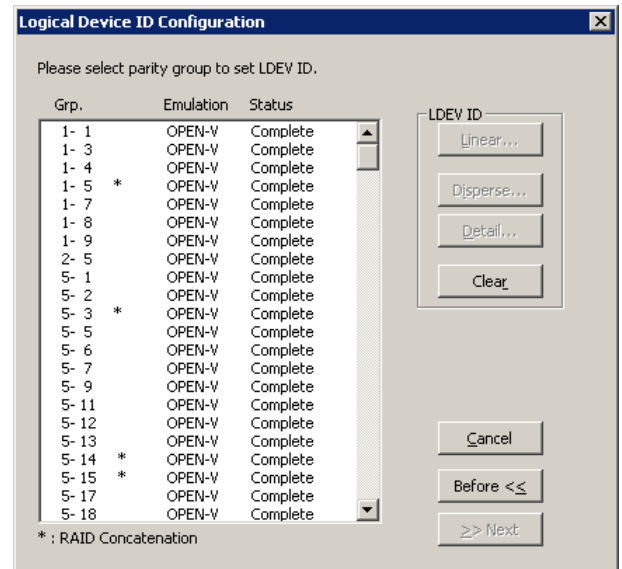 Logical Device ID Configuration
Please select parity group to set LDEV ID.
Grp. Emulation Status
1- 1 OPEN-V Complete
1- 3 OPEN-V Complete
1- 4 OPEN-V Complete
1- 5 * OPEN-V Complete
1- 7 OPEN-V Complete
1- 8 OPEN-V Complete
1- 9 OPEN-V Complete
2- 5 OPEN-V Complete
5- 1 OPEN-V Complete
5- 2 OPEN-V Complete
5- 3 * OPEN-V Complete
5- 5 OPEN-V Complete
5- 6 OPEN-V Complete
5- 7 OPEN-V Complete
5- 9 OPEN-V Complete
5- 11 OPEN-V Complete
5- 12 OPEN-V Complete
5- 13 OPEN-V Complete
5- 14 * OPEN-V Complete
5- 15 * OPEN-V Complete
5- 17 OPEN-V Complete
5- 18 OPEN-V Complete
* : RAID Concatenation
LDEV ID
Linear...
Disperse...
Detail...
Clear
Cancel
Before <<
>> Next